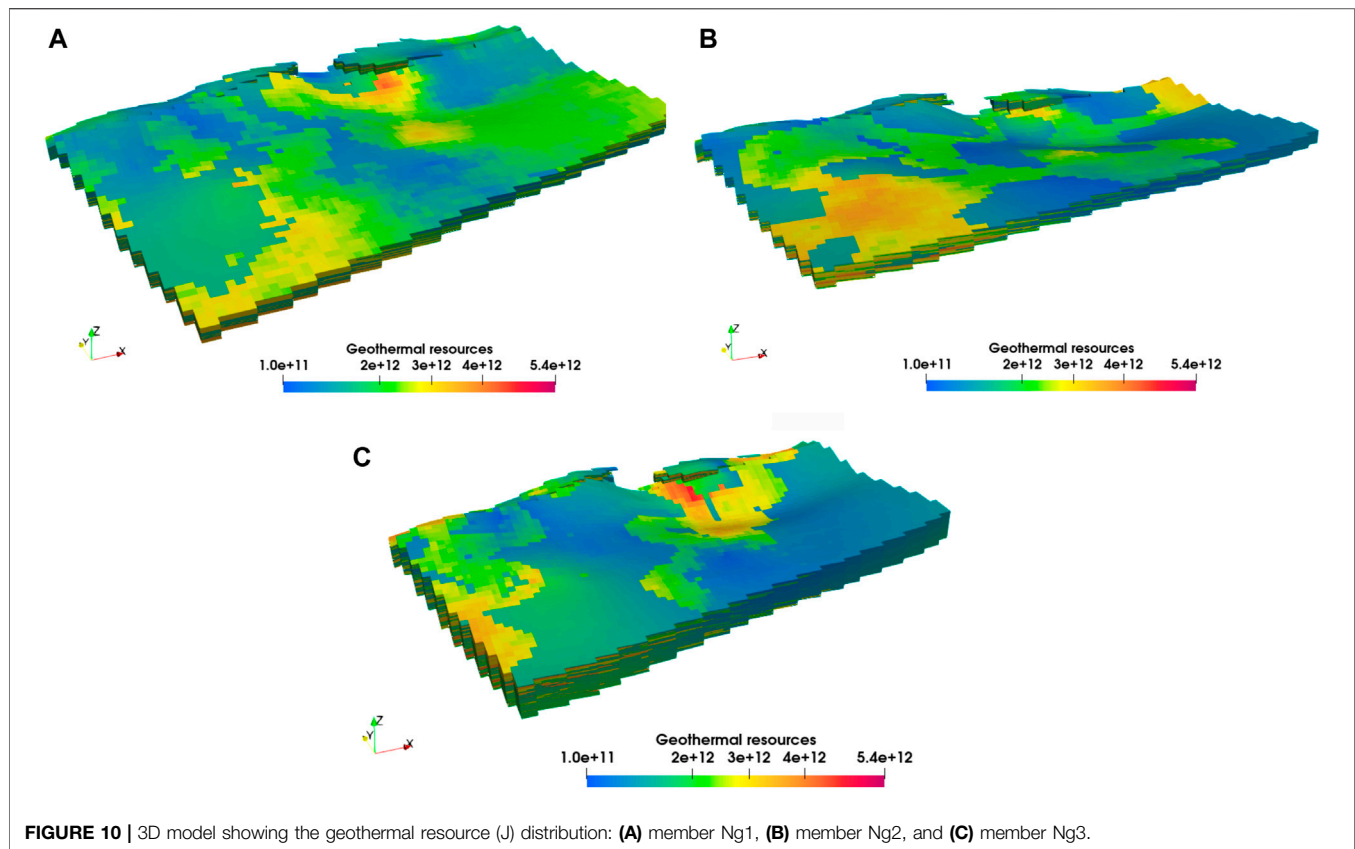 A
B
Z
Y
X
Geothermal resources
1.0e+11 2e+12 3e+12 4e+12 5.4e+12
Z
Y
X
Geothermal resources
1.0e+11 2e+12 3e+12 4e+12 5.4e+12
C
Z
Y
X
Geothermal resources
1.0e+11 2e+12 3e+12 4e+12 5.4e+12
FIGURE 10 | 3D model showing the geothermal resource (J) distribution: (A) member Ng1, (B) member Ng2, and (C) member Ng3.